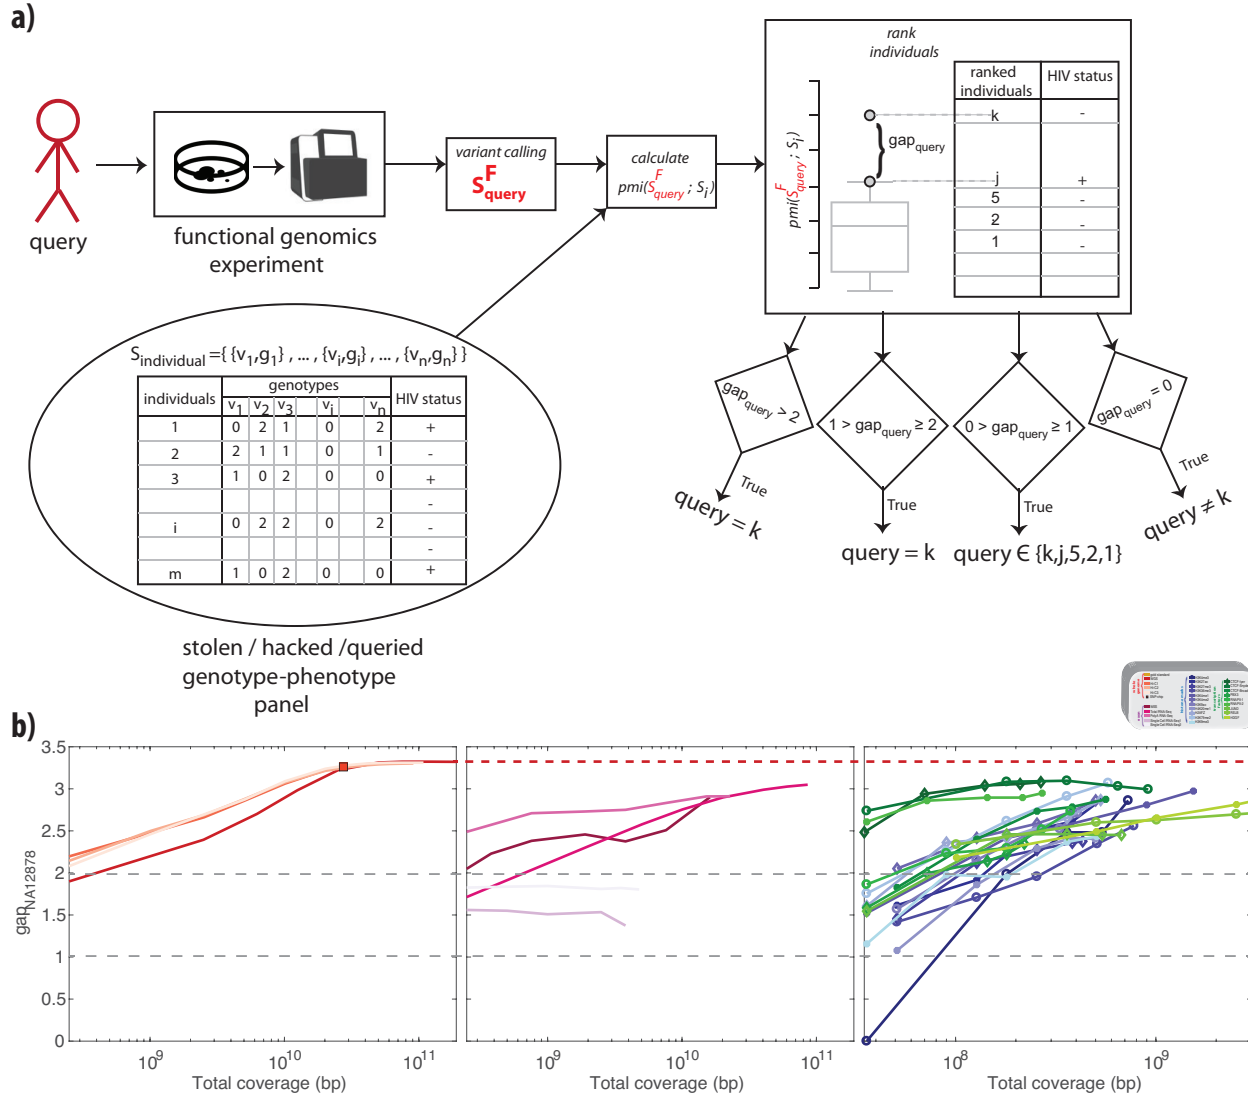 a)
query
functional genomics
experiment
variant calling
S^F_query
calculate
pmi(S^F_query ; S_i)
rank
individuals
pmi(S^F_query ; S_i)
gap_query
ranked
individuals
HIV status
k -
j +
5 -
2 -
1 -
gap_query > 2
1 > gap_query ≥ 2
0 > gap_query ≥ 1
gap_query = 0
True
True
True
True
query = k
query = k
query ∈ {k,j,5,2,1}
query ≠ k
S_individual ={ {v_1,g_1} , ... , {v_i,g_i} , ... , {v_n,g_n} }
individuals
genotypes
HIV status
v_1 v_2 v_3 v_i v_n
1 0 2 1 0 2 +
2 2 1 1 0 1 -
3 1 0 2 0 0 +
-
i 0 2 2 0 2 -
-
m 1 0 2 0 0 +
stolen / hacked /queried
genotype-phenotype
panel
b)
gap_NA12878
3.5
3
2.5
2
1.5
1
0.5
0
10^9 10^10 10^11
Total coverage (bp)
10^9 10^10 10^11
Total coverage (bp)
10^8 10^9
Total coverage (bp)